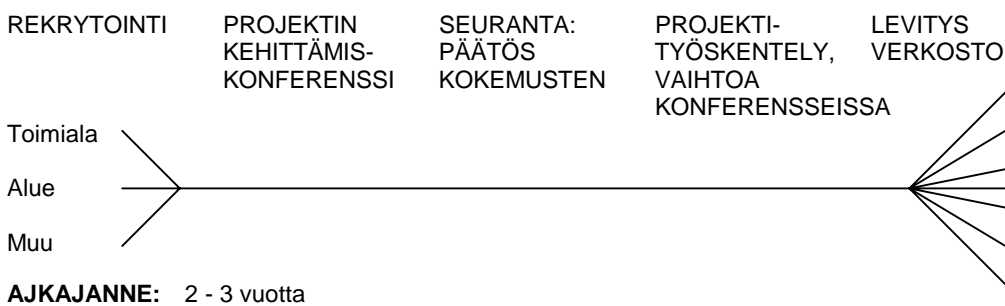 REKRYTOINTI
PROJEKTIN
KEHITTÄMIS-
KONFERENSSI
SEURANTA:
PÄÄTÖS
KOKEMUSTEN
PROJEKTI-
TYÖSKENTELY,
VAIHTOA
KONFERENSSEISSA
LEVITYS
VERKOSTO
Toimiala
Alue
Muu
AJKAJANNE: 2 - 3 vuotta